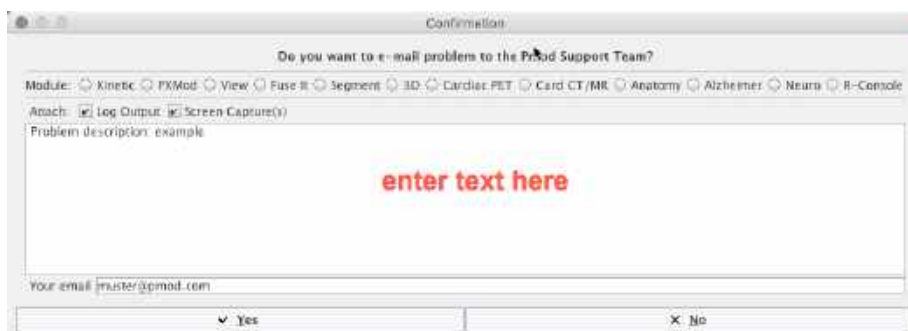 Confirmation
Do you want to e-mail problem to the PMod Support Team?
Module: Kinetic PXMod View Fuse It Segment 3D Cardiac PET Card CT/MR Anatomy Alzheimer Neuro R-Console
Attach: Log Output Screen Capture(s)
Problem description: example
enter text here
Your email muster@pmod.com
Yes No